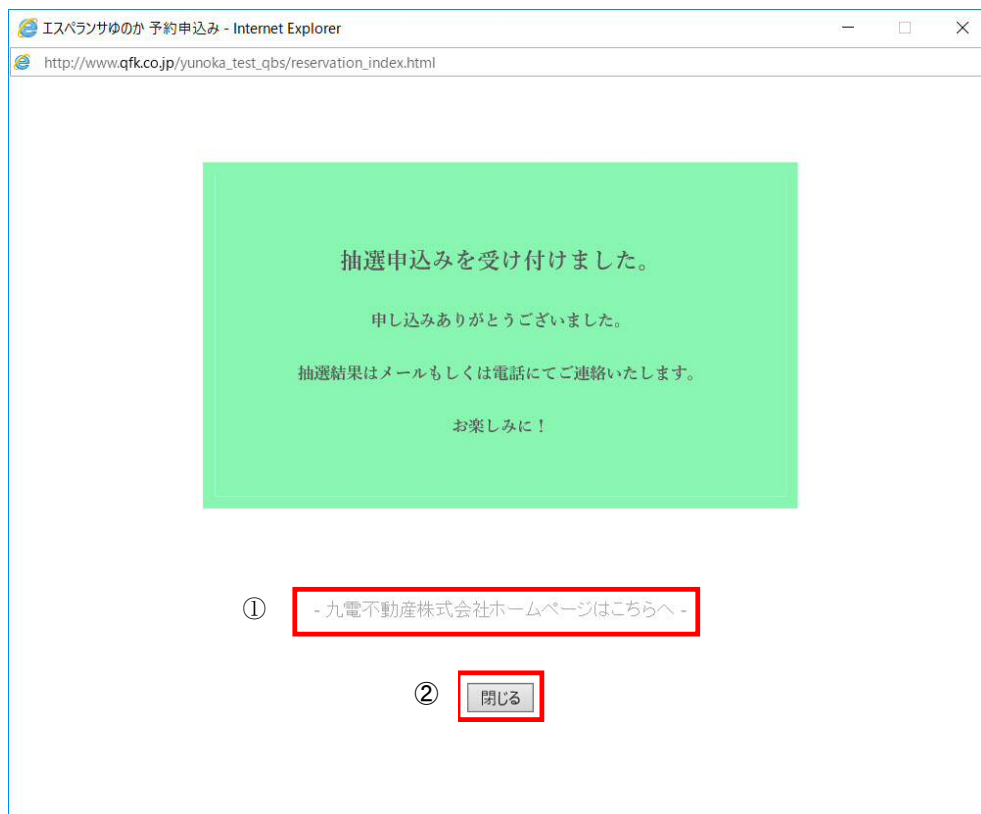 エスペランサゆのか 予約申込み - Internet Explorer
http://www.qfk.co.jp/yunoka_test_qbs/reservation_index.html
抽選申込みを受け付けました。
申し込みありがとうございました。
抽選結果はメールもしくは電話にてご連絡いたします。
お楽しみに！
① - 九電不動産株式会社ホームページはこちらへ -
② 閉じる